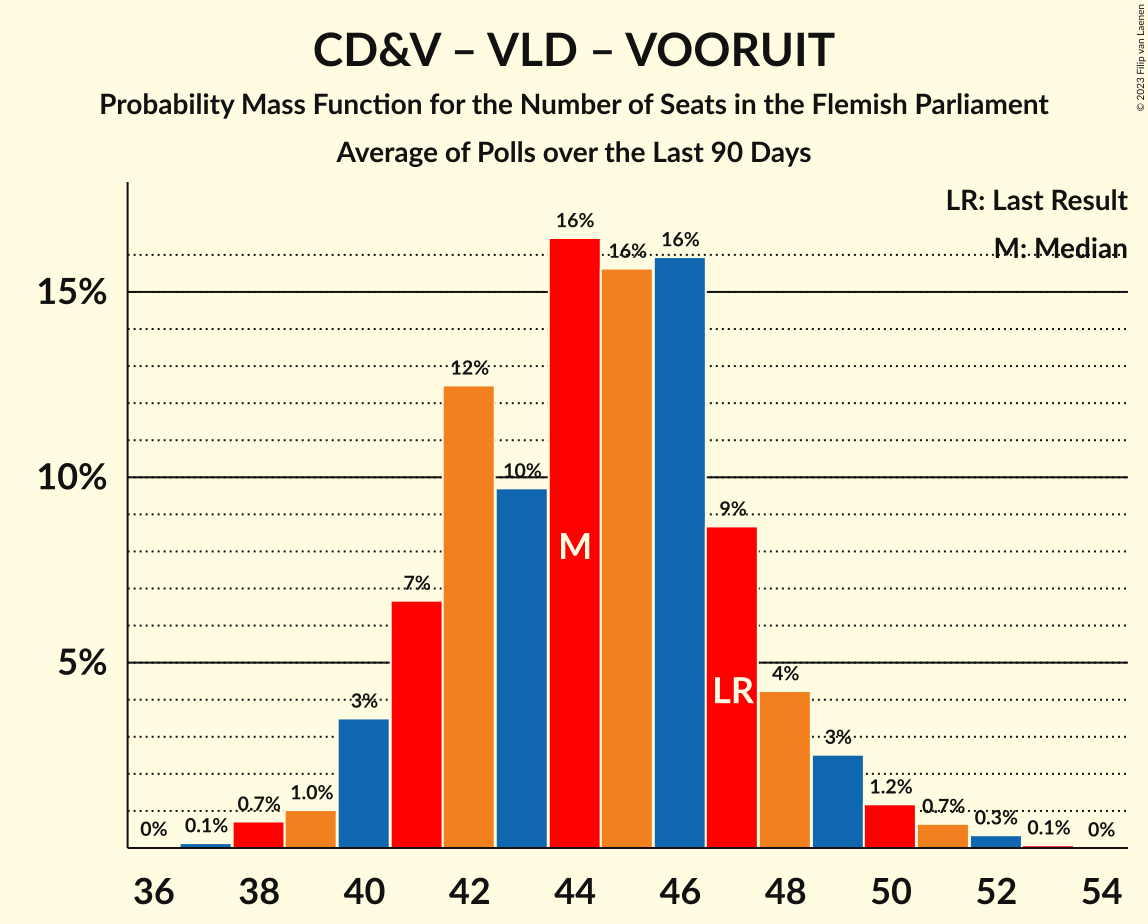 CD&V – VLD – VOORUIT
Probability Mass Function for the Number of Seats in the Flemish Parliament
Average of Polls over the Last 90 Days
© 2023 Filip van Laenen
LR: Last Result
M: Median
15%
10%
5%
0%
0.1%
0.7%
1.0%
3%
7%
12%
10%
16%
16%
16%
9%
4%
3%
1.2%
0.7%
0.3%
0.1%
0%
M
LR
36 38 40 42 44 46 48 50 52 54